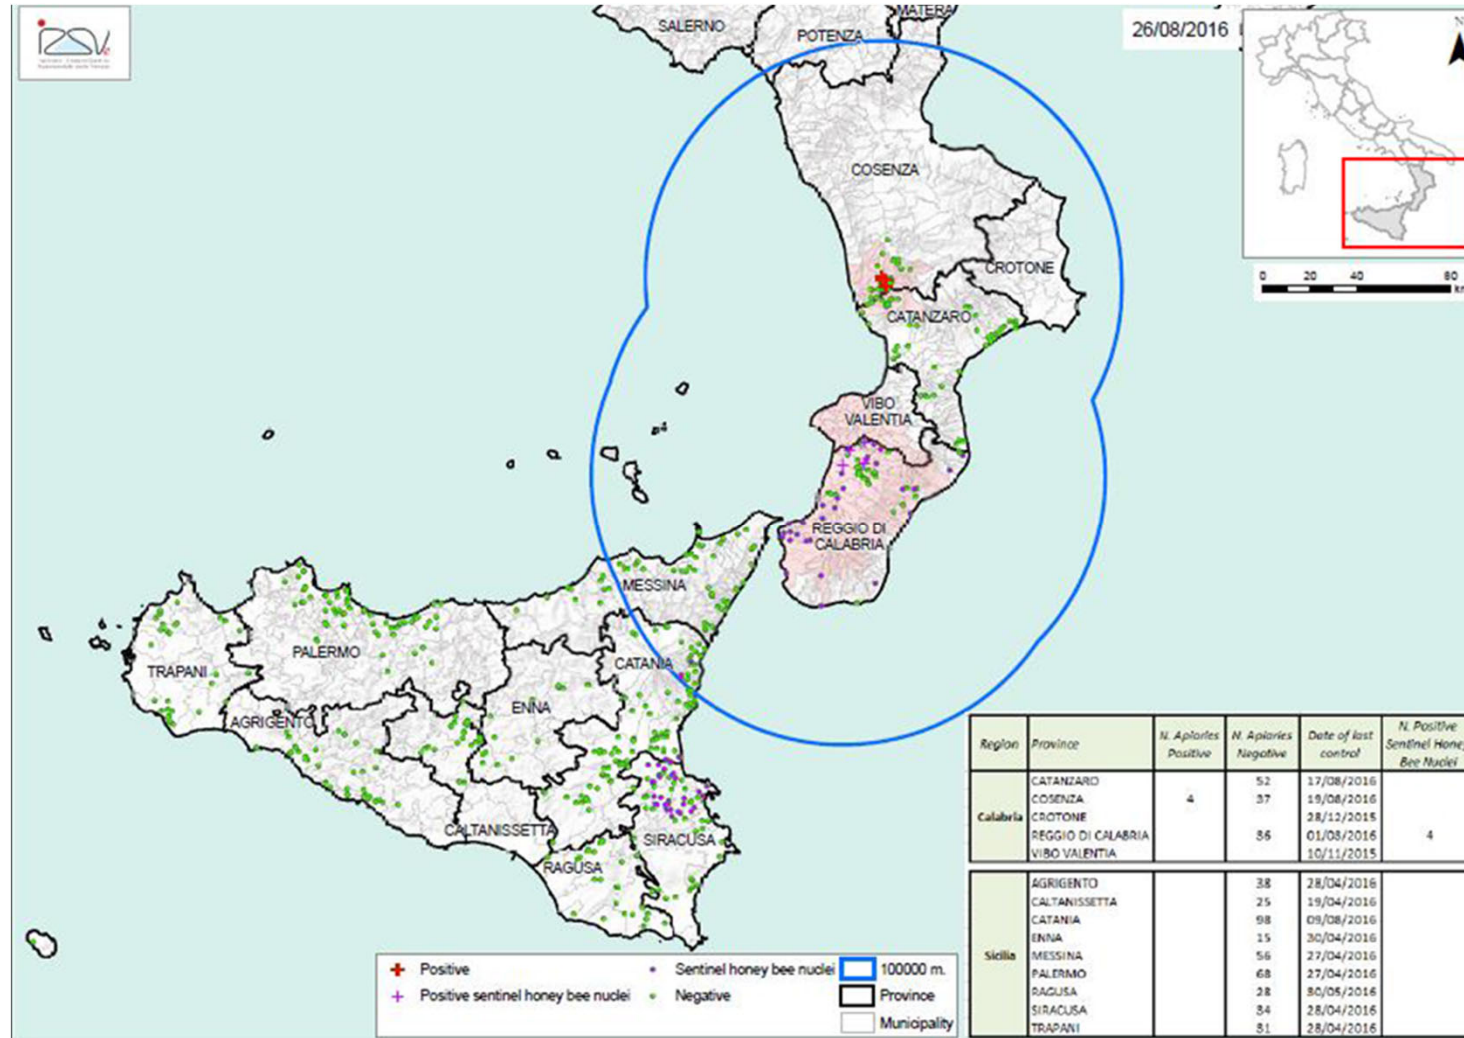 MATERA
SALERNO
POTENZA
26/08/2016
N
COSENZA
CROTONE
0 20 40 80
km
CATANZARO
VIBO
VALENTIA
REGGIO DI
CALABRIA
MESSINA
PALERMO
TRAPANI
CATANIA
ENNA
AGRIGENTO
CALTANISSETTA
SIRACUSA
RAGUSA
Region Province N. Apiaries Positive N. Apiaries Negative Date of last control N. Positive Sentinel Honey Bee Nuclei
Calabria
CATANZARO 52 17/08/2016
COSENZA 4 37 19/08/2016
CROTONE 28/12/2015
REGGIO DI CALABRIA 86 01/08/2016 4
VIBO VALENTIA 10/11/2015
Sicilia
AGRIGENTO 38 28/04/2016
CALTANISSETTA 25 19/04/2016
CATANIA 98 09/08/2016
ENNA 15 30/04/2016
MESSINA 56 27/04/2016
PALERMO 68 27/04/2016
RAGUSA 28 30/05/2016
SIRACUSA 84 28/04/2016
TRAPANI 31 28/04/2016
Positive
Sentinel honey bee nuclei
100000 m.
Positive sentinel honey bee nuclei
Negative
Province
Municipality